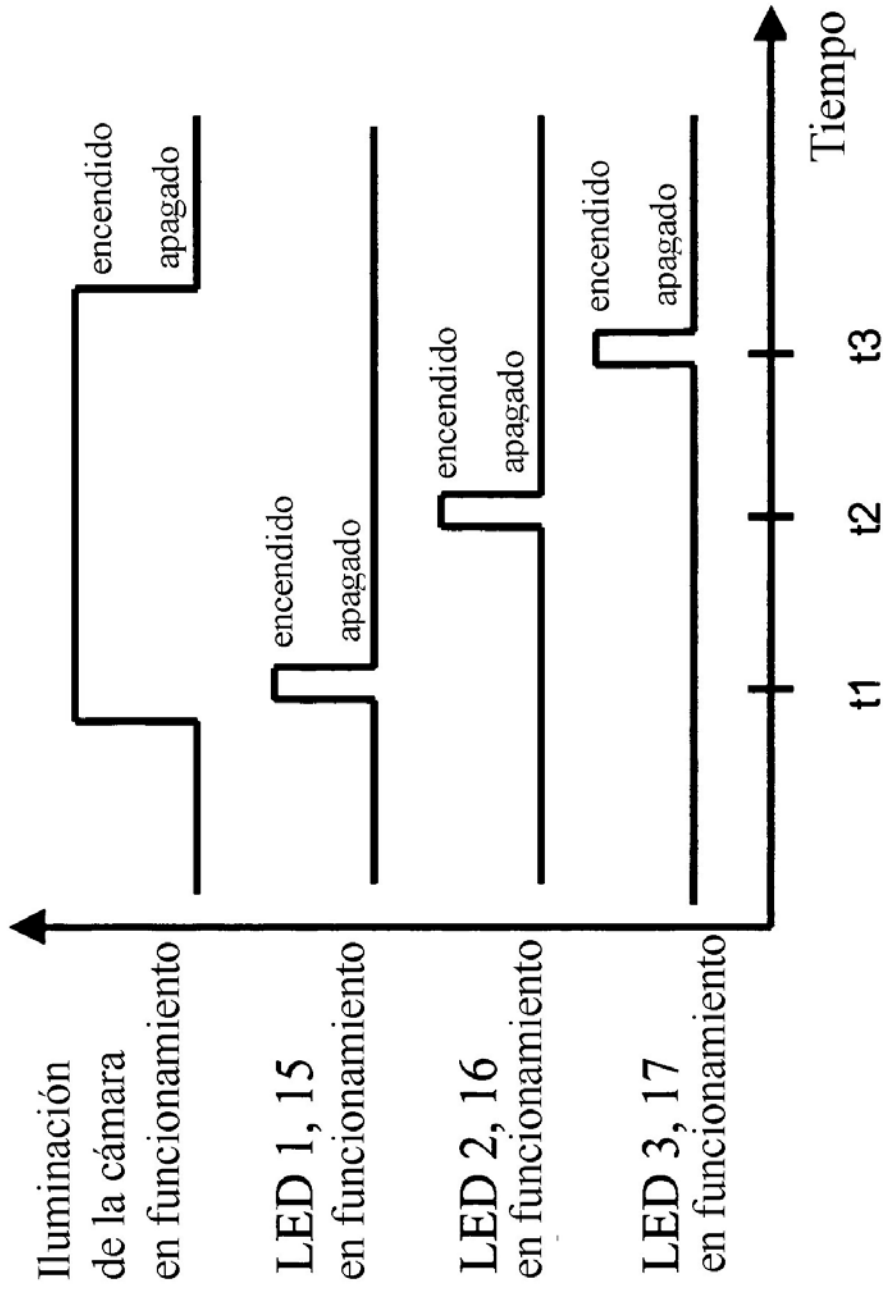 Iluminación
de la cámara
en funcionamiento
encendido
apagado
LED 1, 15
en funcionamiento
encendido
apagado
LED 2, 16
en funcionamiento
encendido
apagado
LED 3, 17
en funcionamiento
encendido
apagado
t1
t2
t3
Tiempo